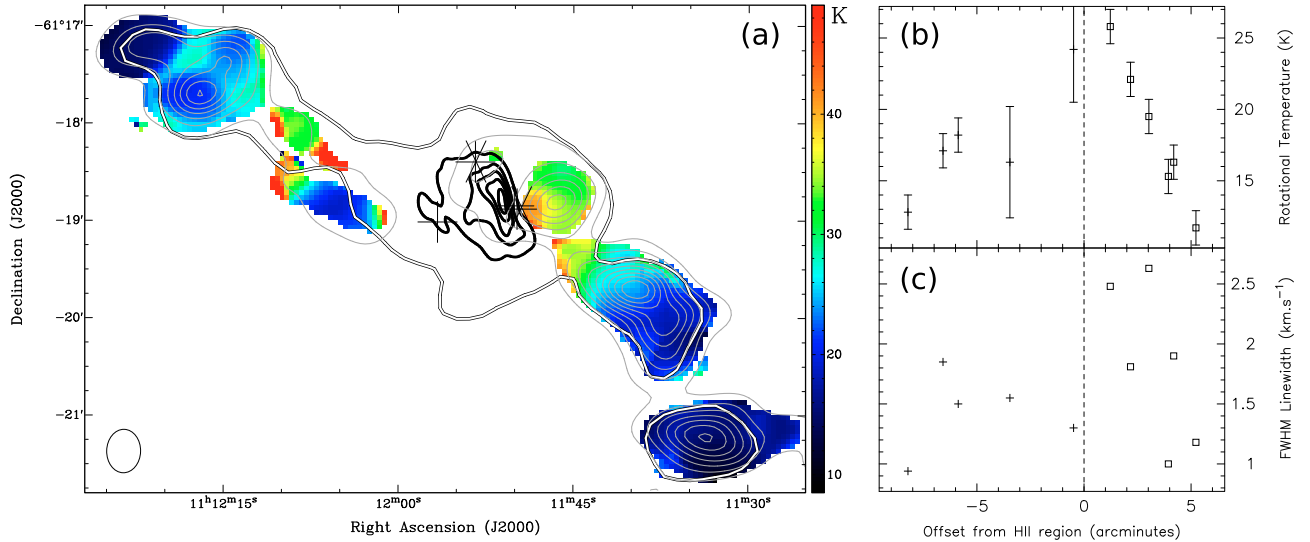 (a)
K
30
20
10
-61°17'
-18'
-19'
-20'
-21'
Declination (J2000)
11ʰ12ᵐ15ˢ
12ᵐ00ˢ
11ᵐ45ˢ
11ᵐ30ˢ
Right Ascension (J2000)
(b)
25
20
15
Rotational Temperature (K)
(c)
2.5
2
1.5
1
FWHM Linewidth (km.s⁻¹)
-5
0
5
Offset from HII region (arcminutes)